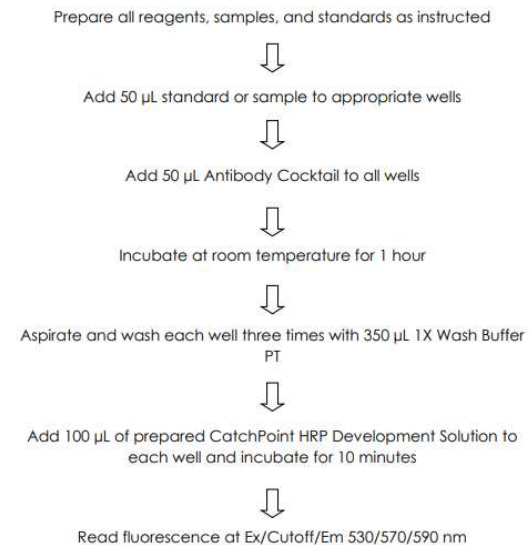 Prepare all reagents, samples, and standards as instructed
Add 50 µL standard or sample to appropriate wells
Add 50 µL Antibody Cocktail to all wells
Incubate at room temperature for 1 hour
Aspirate and wash each well three times with 350 µL 1X Wash Buffer
PT
Add 100 µL of prepared CatchPoint HRP Development Solution to
each well and incubate for 10 minutes
Read fluorescence at Ex/Cutoff/Em 530/570/590 nm